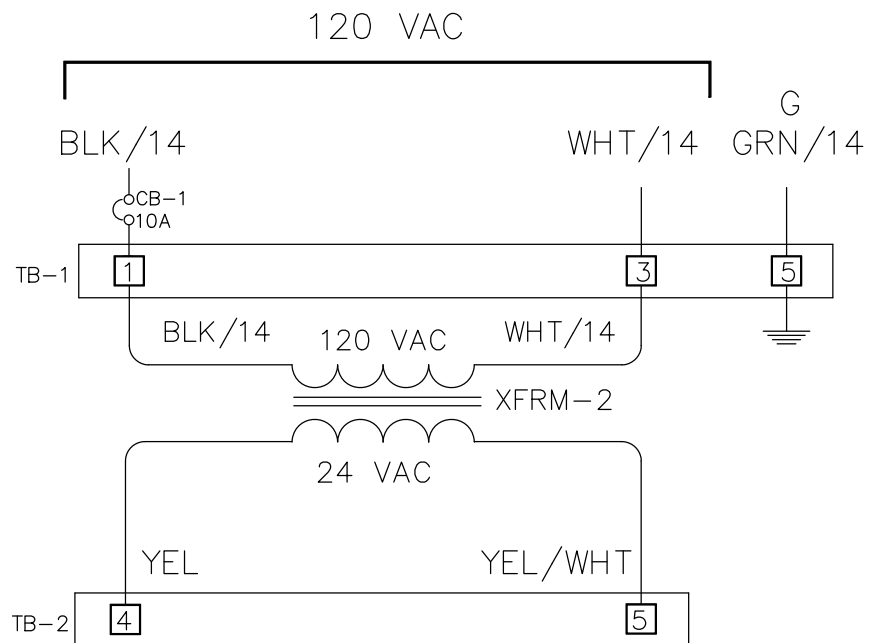 120 VAC
G
BLK/14
WHT/14
GRN/14
CB-1
10A
TB-1
1
3
5
BLK/14
120 VAC
WHT/14
XFRM-2
24 VAC
YEL
YEL/WHT
TB-2
4
5